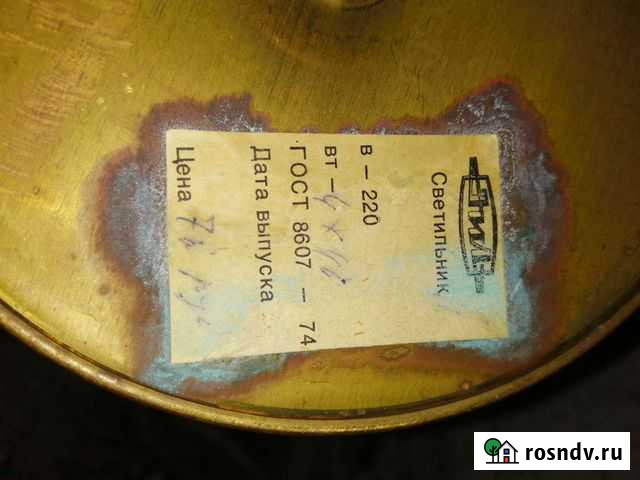 Светильник
в – 220
вт –
ГОСТ 8607 – 74
Дата выпуска
Цена
rosndv.ru